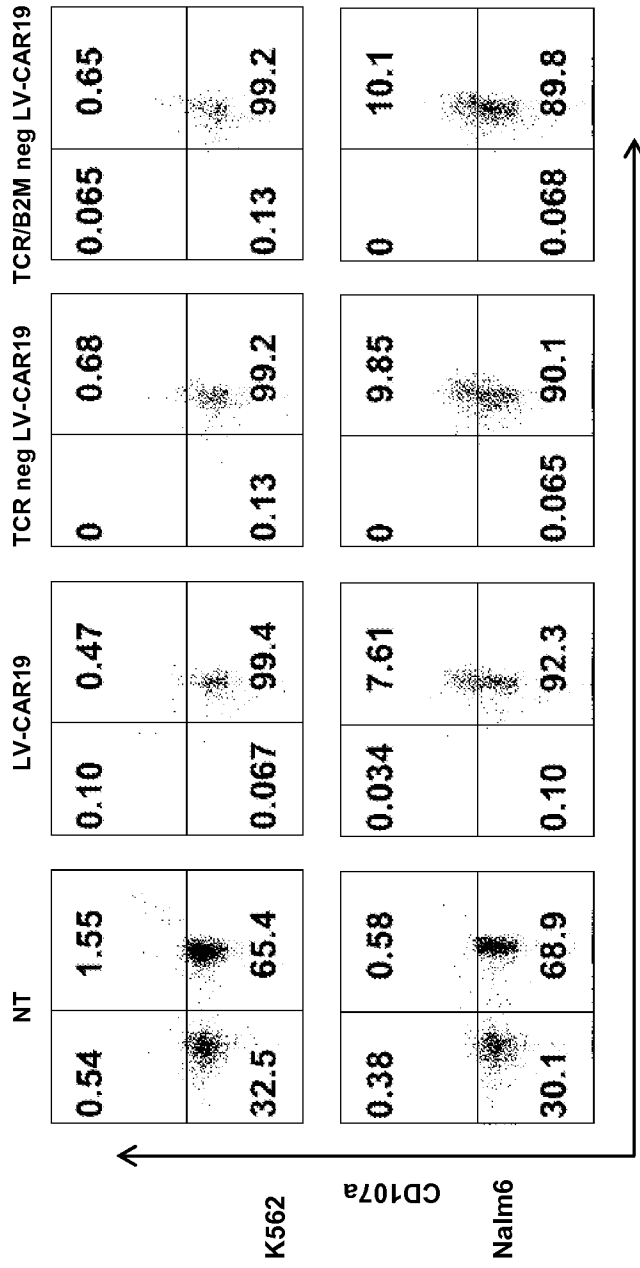 NT LV-CAR19 TCR neg LV-CAR19 TCR/B2M neg LV-CAR19
0.54 1.55 0.10 0.47 0 0.68 0.065 0.65
K562
32.5 65.4 0.067 99.4 0.13 99.2 0.13 99.2
CD107a
0.38 0.58 0.034 7.61 0 9.85 0 10.1
Nalm6
30.1 68.9 0.10 92.3 0.065 90.1 0.068 89.8